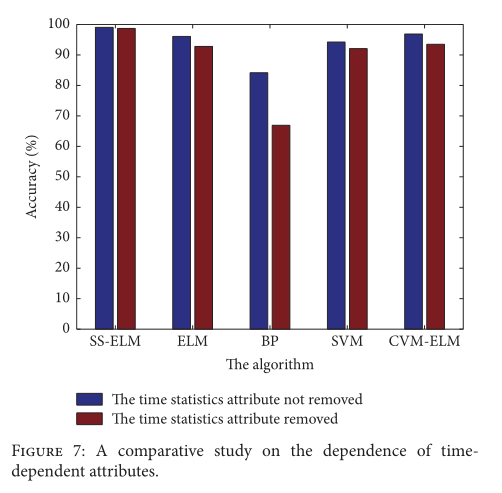 100
90
80
70
60
50
40
30
20
10
0
Accuracy (%)
SS-ELM ELM BP SVM CVM-ELM
The algorithm
The time statistics attribute not removed
The time statistics attribute removed
FIGURE 7: A comparative study on the dependence of time-
dependent attributes.